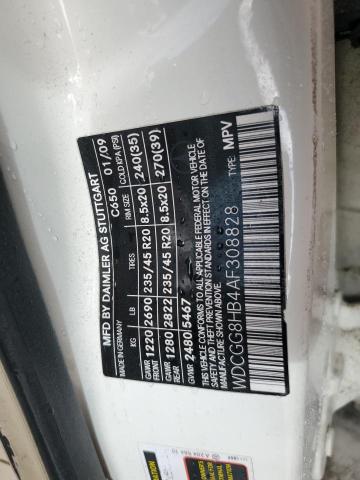 MFD BY DAIMLER AG STUTTGART
MADE IN GERMANY C650 01/09
KG LB TIRES RIM SIZE COLD KPA (PSI)
GAWR FRONT 1220 2690 235/45 R20 8.5x20 240(35)
GAWR REAR 1280 2822 235/45 R20 8.5x20 270(39)
GVWR 2480 5467
THIS VEHICLE CONFORMS TO ALL APPLICABLE FEDERAL MOTOR VEHICLE
SAFETY AND THEFT PREVENTION STANDARDS IN EFFECT ON THE DATE OF
MANUFACTURE SHOWN ABOVE.
WDCGG8HB4AF308828 TYPE: MPV